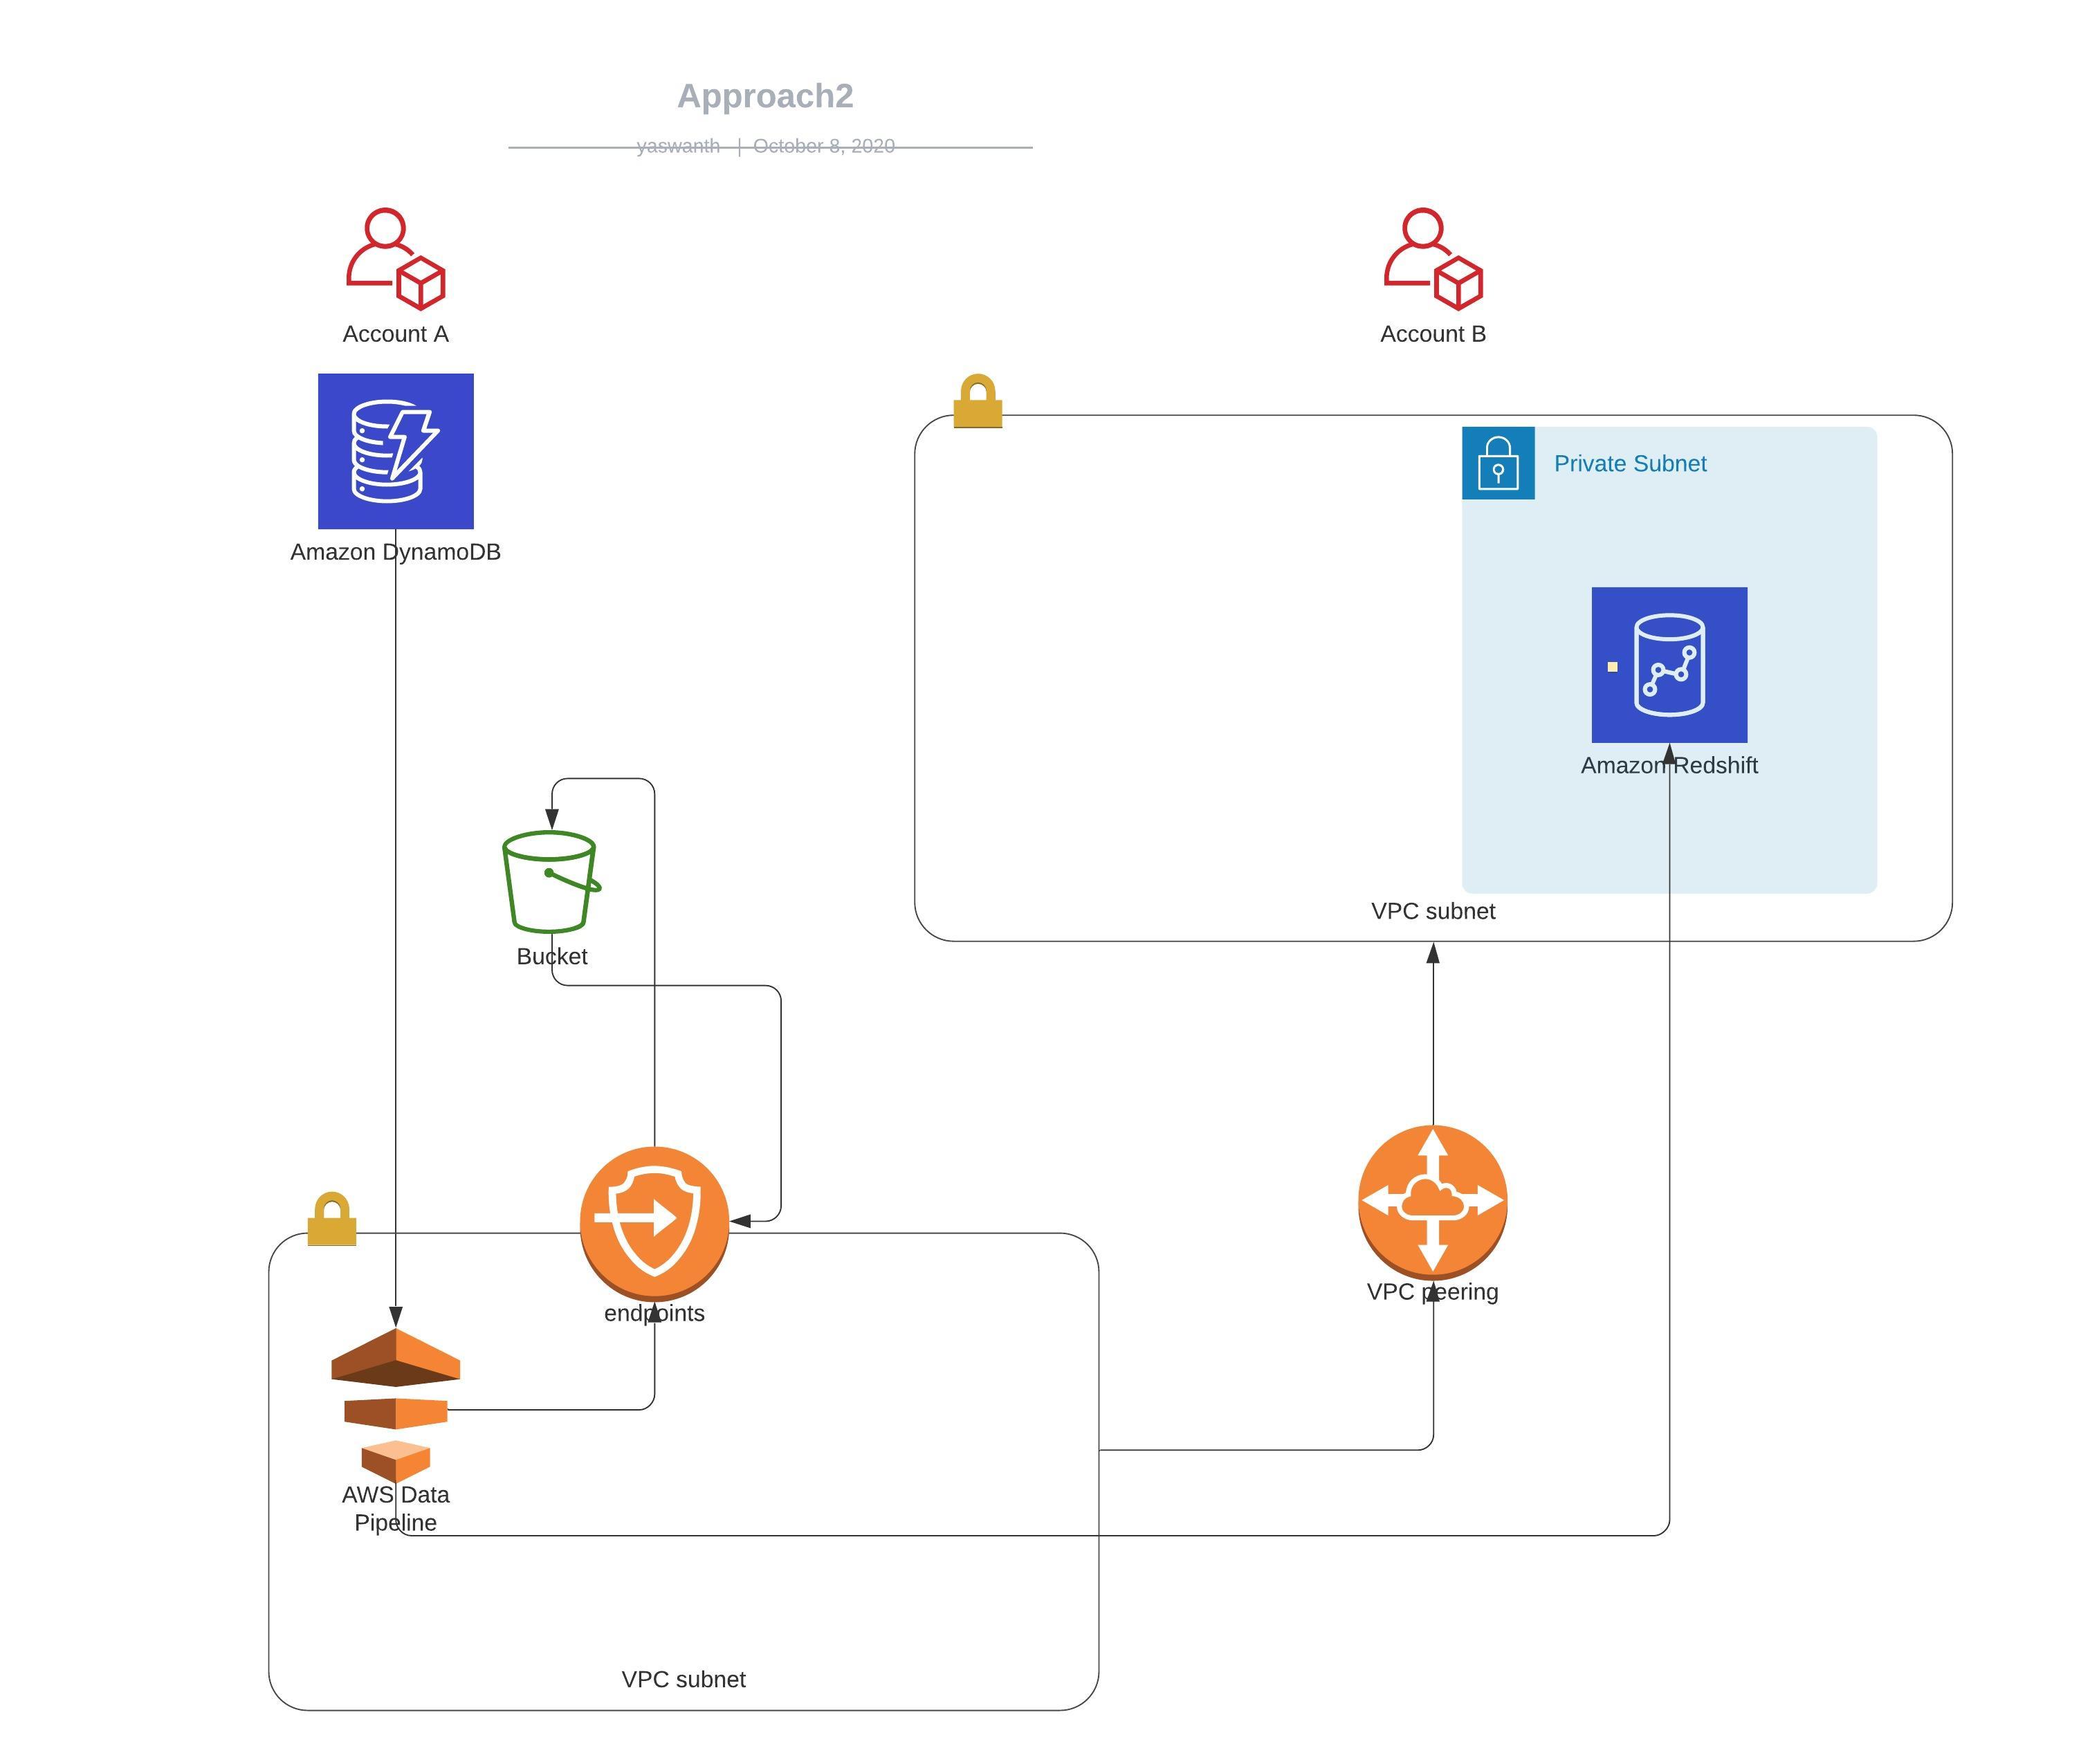 Approach2
yaswanth | October 8, 2020
Account A
Account B
Amazon DynamoDB
Private Subnet
Amazon Redshift
VPC subnet
Bucket
endpoints
VPC peering
AWS Data
Pipeline
VPC subnet